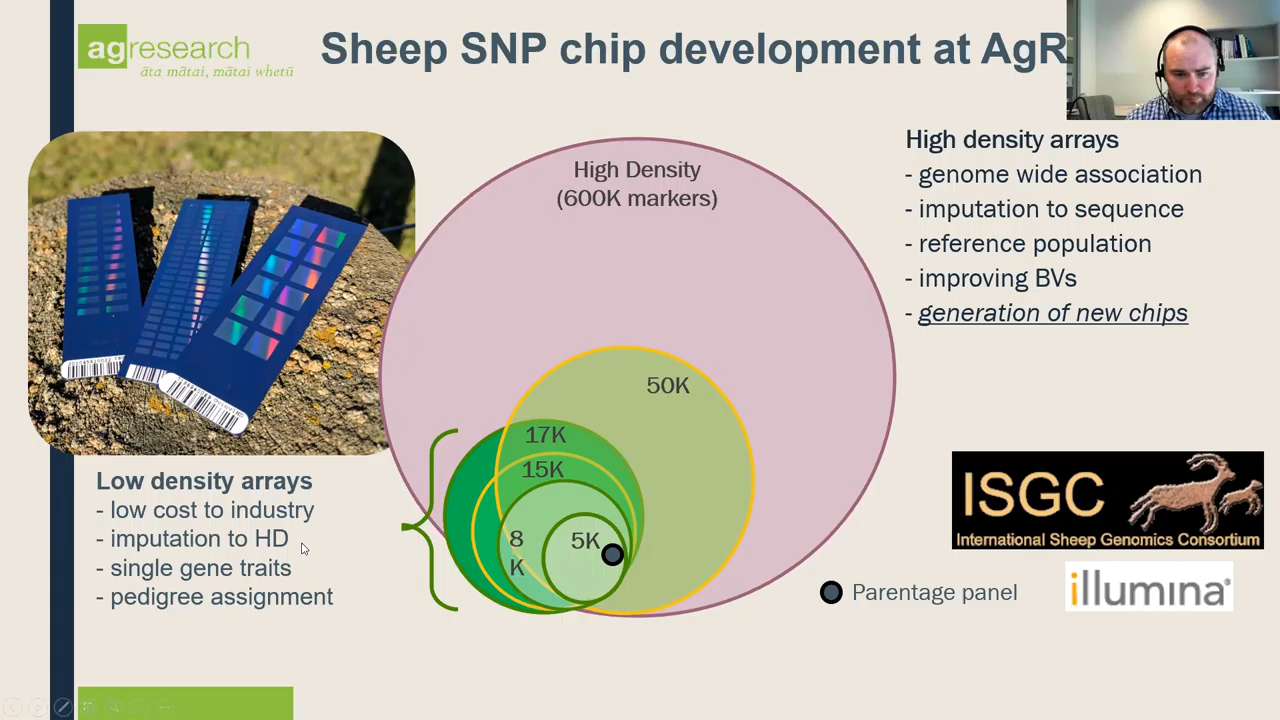 agresearch
āta mātai, mātai whetū
Sheep SNP chip development at AgR
High density arrays
- genome wide association
- imputation to sequence
- reference population
- improving BVs
- generation of new chips
High Density
(600K markers)
50K
17K
15K
8
K
5K
Low density arrays
- low cost to industry
- imputation to HD
- single gene traits
- pedigree assignment
ISGC
International Sheep Genomics Consortium
illumina®
Parentage panel